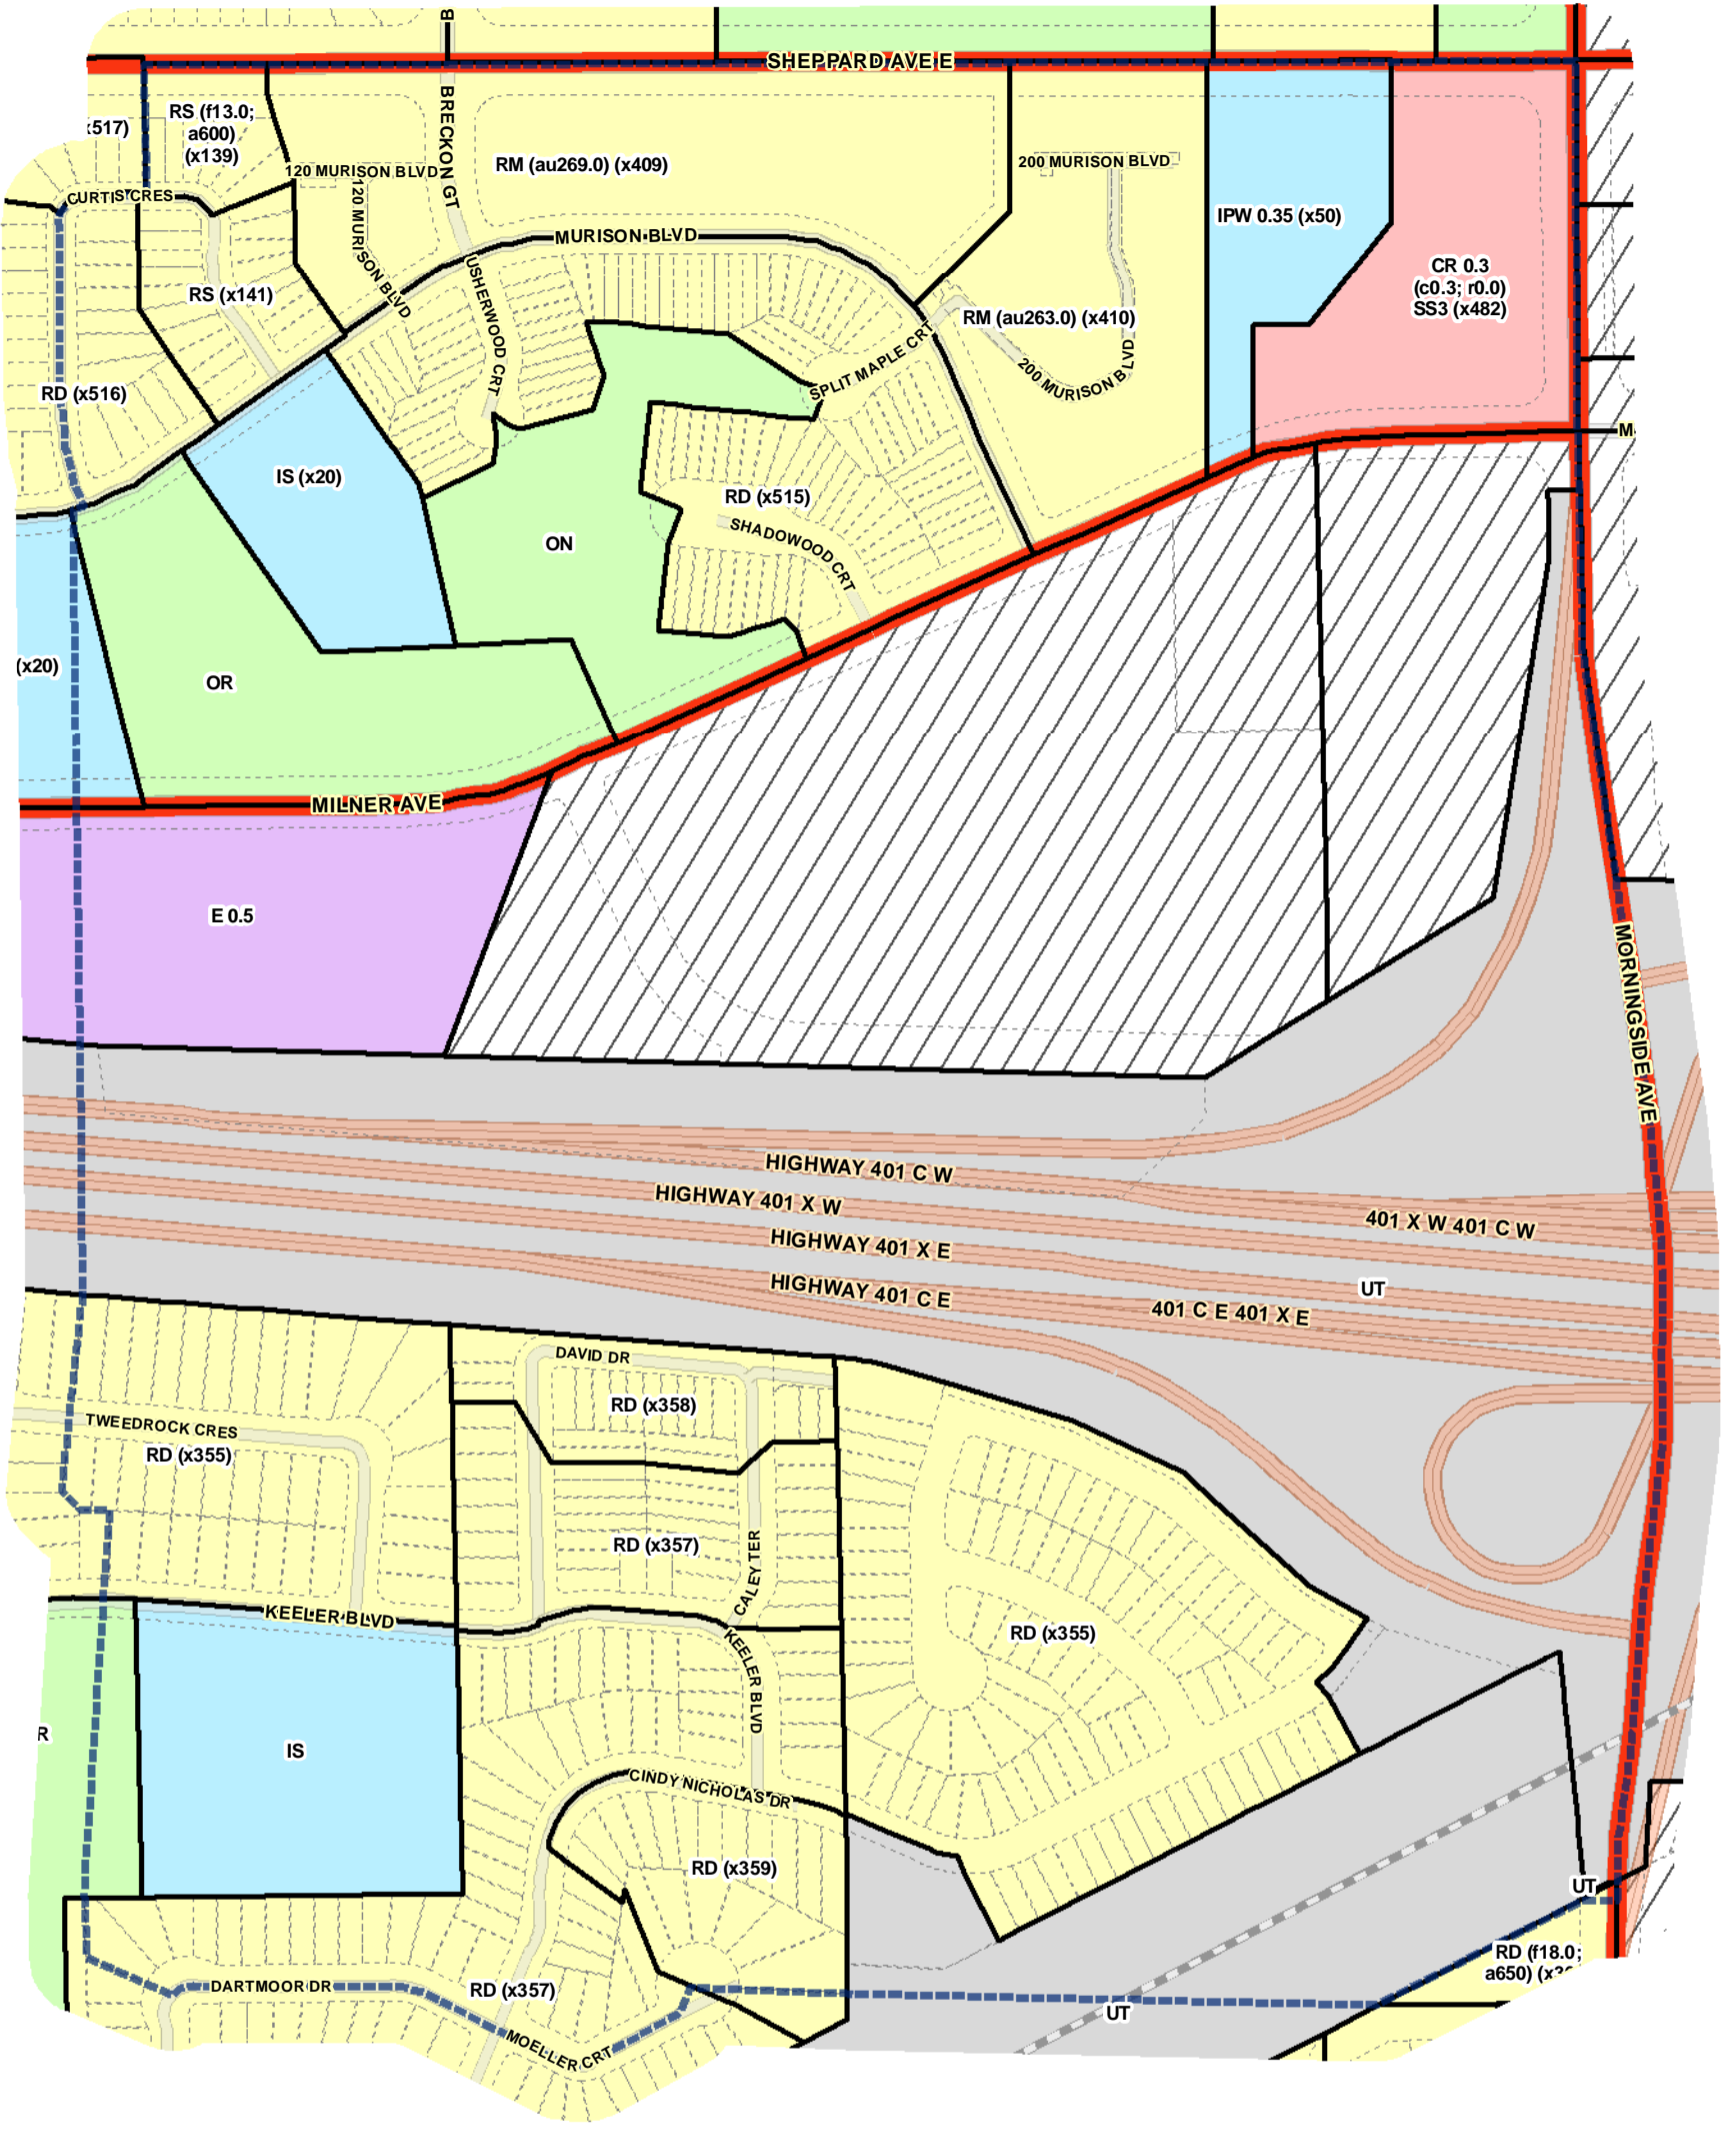 B
SHEPPARD AVE E
x517)
RS (f13.0;
a600)
(x139)
BRECKON GT
RM (au269.0) (x409)
120 MURISON BLVD
200 MURISON BLVD
CURTIS CRES
120 MURISON BLVD
IPW 0.35 (x50)
MURISON BLVD
CR 0.3
(c0.3; r0.0)
SS3 (x482)
RS (x141)
USHERWOOD CRT
RM (au263.0) (x410)
SPLIT MAPLE CRT
200 MURISON BLVD
RD (x516)
M
IS (x20)
RD (x515)
SHADOWOOD CRT
ON
(x20)
OR
MILNER AVE
E 0.5
MORNINGSIDE AVE
HIGHWAY 401 C W
HIGHWAY 401 X W
401 X W 401 C W
HIGHWAY 401 X E
UT
HIGHWAY 401 C E
401 C E 401 X E
DAVID DR
RD (x358)
TWEEDROCK CRES
RD (x355)
RD (x357)
CALEY TER
KEELER BLVD
RD (x355)
KEELER BLVD
R
IS
CINDY NICHOLAS DR
RD (x359)
UT
RD (f18.0;
a650)
DARTMOOR DR
RD (x357)
UT
MOELLER CRT